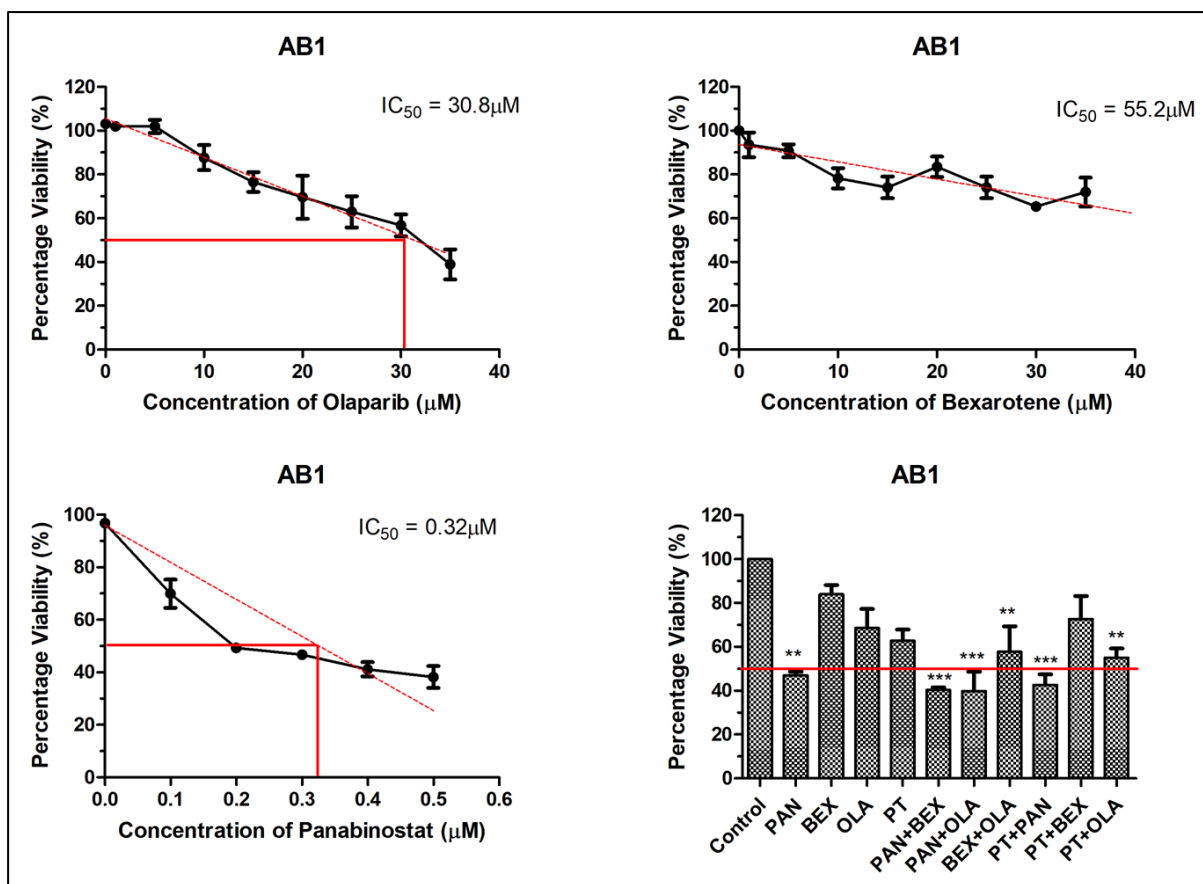 AB1
IC50 = 30.8μM
Percentage Viability (%)
120
100
80
60
40
20
0
0
10
20
30
40
Concentration of Olaparib (μM)
AB1
IC50 = 55.2μM
Percentage Viability (%)
120
100
80
60
40
20
0
0
10
20
30
40
Concentration of Bexarotene (μM)
AB1
IC50 = 0.32μM
Percentage Viability (%)
100
80
60
40
20
0
0.0
0.1
0.2
0.3
0.4
0.5
0.6
Concentration of Panabinostat (μM)
AB1
Percentage Viability (%)
120
100
80
60
40
20
0
**
***
***
**
***
**
Control
PAN
BEX
OLA
PT
PAN+BEX
PAN+OLA
BEX+OLA
PT+PAN
PT+BEX
PT+OLA